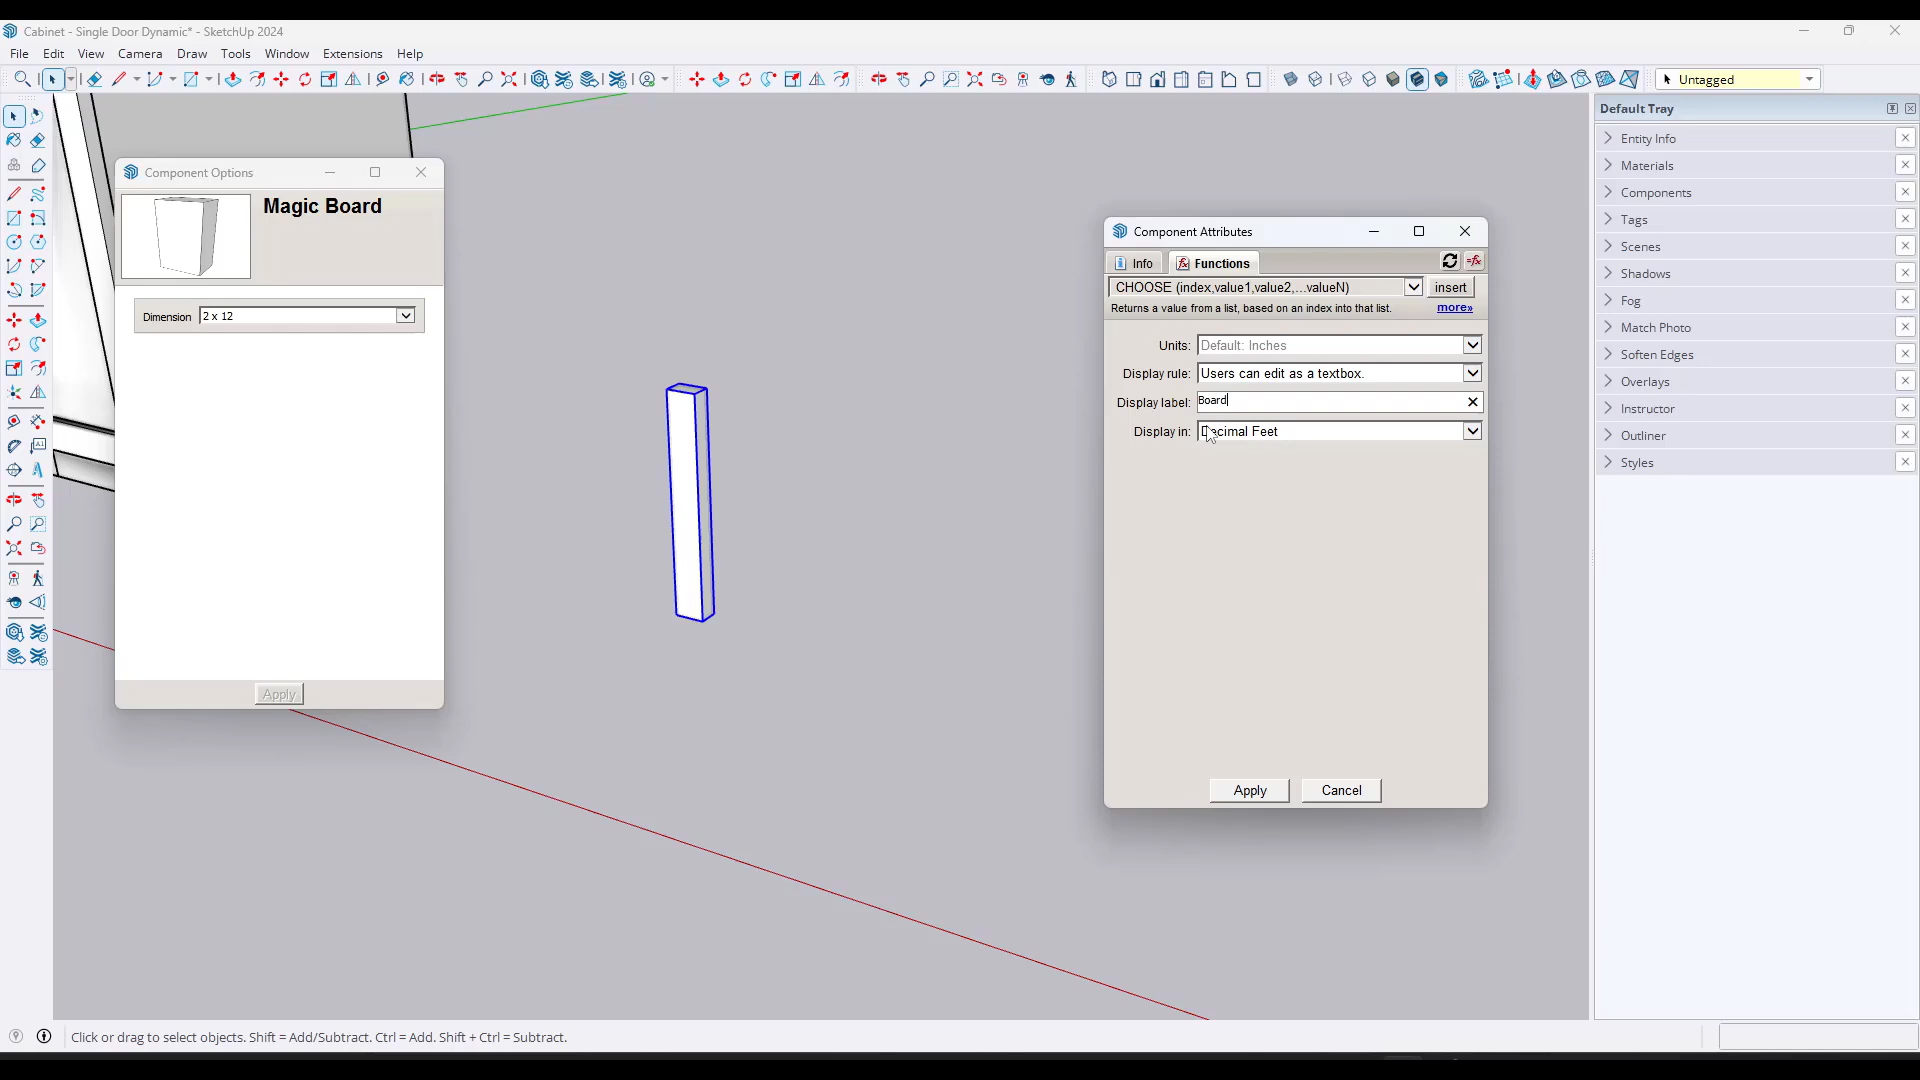 Cabinet - Single Door Dynamic* - SketchUp 2024
File Edit View Camera Draw Tools Window Extensions Help
Untagged
Default Tray
Entity Info
Materials
Components
Tags
Scenes
Shadows
Fog
Match Photo
Soften Edges
Overlays
Instructor
Outliner
Styles
Component Options
Magic Board
Dimension 2 x 12
Apply
Component Attributes
Info Functions
CHOOSE (index,value1,value2,...valueN) insert
Returns a value from a list, based on an index into that list. more»
Units: Default: Inches
Display rule: Users can edit as a textbox.
Display label: Board
Display in: Decimal Feet
Apply Cancel
Click or drag to select objects. Shift = Add/Subtract. Ctrl = Add. Shift + Ctrl = Subtract.